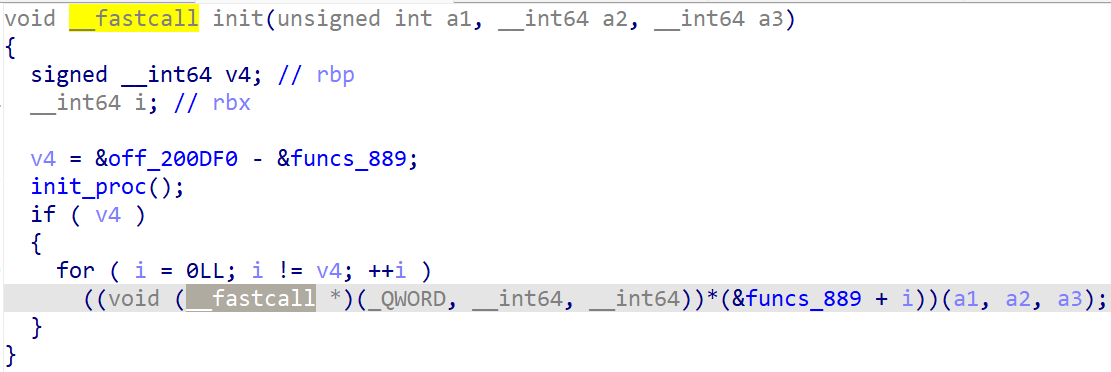 void __fastcall init(unsigned int a1, __int64 a2, __int64 a3)
{
  signed __int64 v4; // rbp
  __int64 i; // rbx

  v4 = &off_200DF0 - &funcs_889;
  init_proc();
  if ( v4 )
  {
    for ( i = 0LL; i != v4; ++i )
      ((void (__fastcall *)(_QWORD, __int64, __int64))*(&funcs_889 + i))(a1, a2, a3);
  }
}